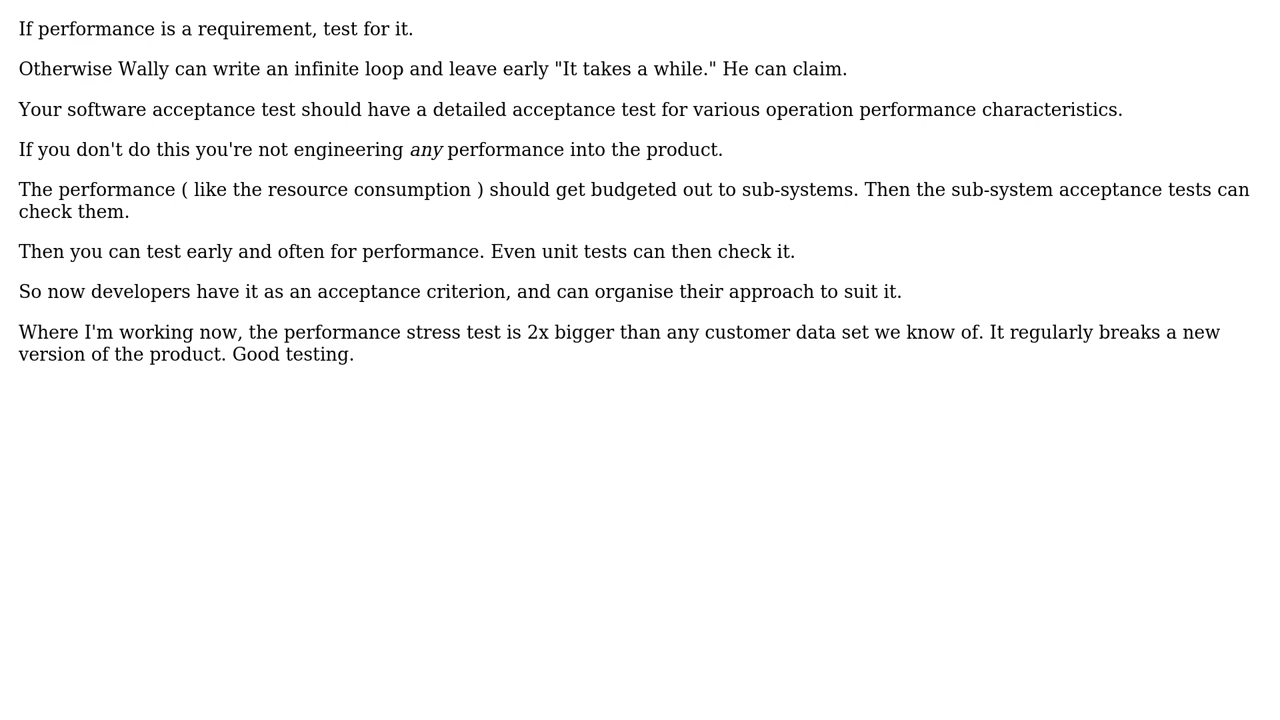 If performance is a requirement, test for it.
Otherwise Wally can write an infinite loop and leave early "It takes a while." He can claim.
Your software acceptance test should have a detailed acceptance test for various operation performance characteristics.
If you don't do this you're not engineering any performance into the product.
The performance ( like the resource consumption ) should get budgeted out to sub-systems. Then the sub-system acceptance tests can
check them.
Then you can test early and often for performance. Even unit tests can then check it.
So now developers have it as an acceptance criterion, and can organise their approach to suit it.
Where I'm working now, the performance stress test is 2x bigger than any customer data set we know of. It regularly breaks a new
version of the product. Good testing.